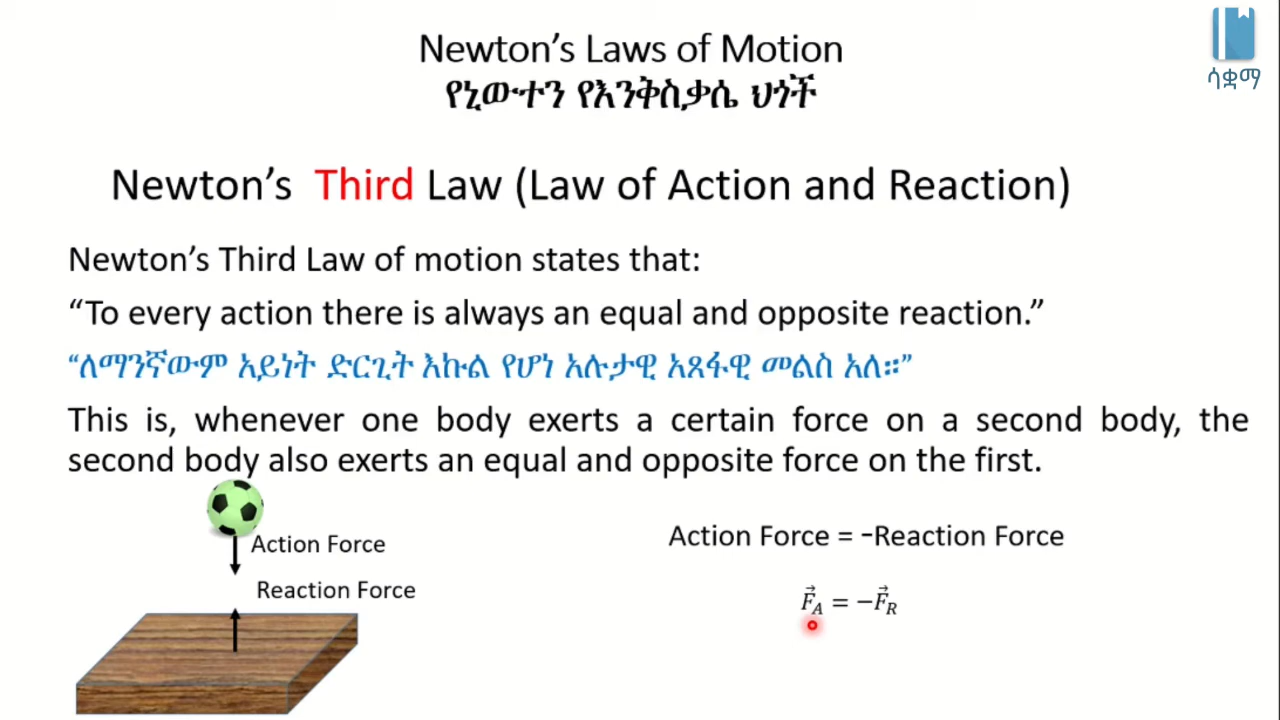 ሳቋማ
Newton’s Laws of Motion
የኒውተን የእንቅስቃሴ ህጎች
Newton’s Third Law (Law of Action and Reaction)
Newton’s Third Law of motion states that:
“To every action there is always an equal and opposite reaction.”
“ለማንኛውም አይነት ድርጊት እኩል የሆነ አሉታዊ አጸፋዊ መልስ አለ።”
This is, whenever one body exerts a certain force on a second body, the
second body also exerts an equal and opposite force on the first.
Action Force
Reaction Force
Action Force = −Reaction Force
F⃗_A = −F⃗_R